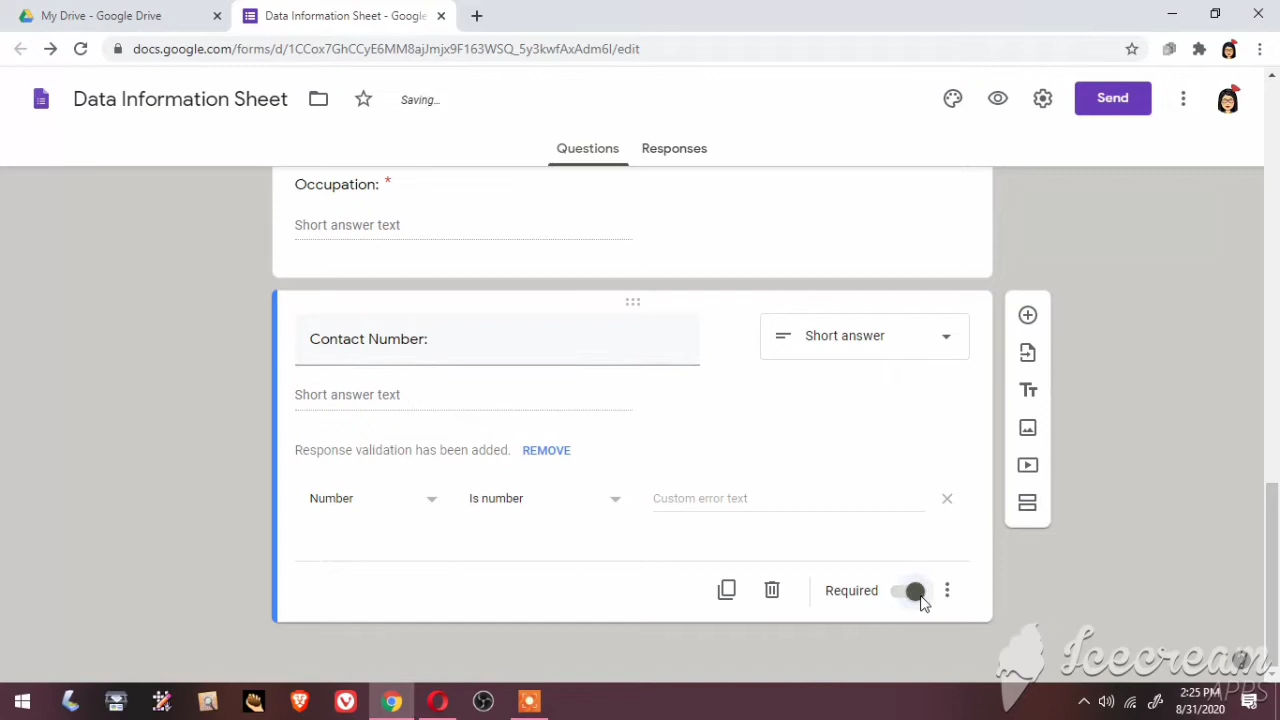 My Drive - Google Drive
Data Information Sheet - Google
docs.google.com/forms/d/1CCox7GhCCyE6MM8ajJmjx9F163WSQ_5y3kwfAxAdm6I/edit
Data Information Sheet
Saving...
Send
Questions
Responses
Occupation: *
Short answer text
Contact Number:
Short answer
Short answer text
Response validation has been added. REMOVE
Number
Is number
Custom error text
Required
Icecream
APPS
2:25 PM
8/31/2020